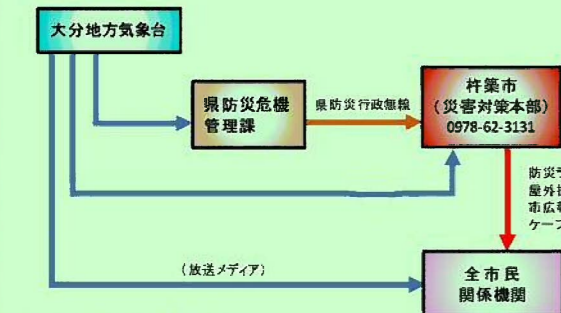 大分地方気象台
県防災危機
管理課
県防災行政無線
杵築市
(災害対策本部)
0978-62-3131
防災
屋外
市広
ケーブ
(放送メディア)
全市民
関係機関